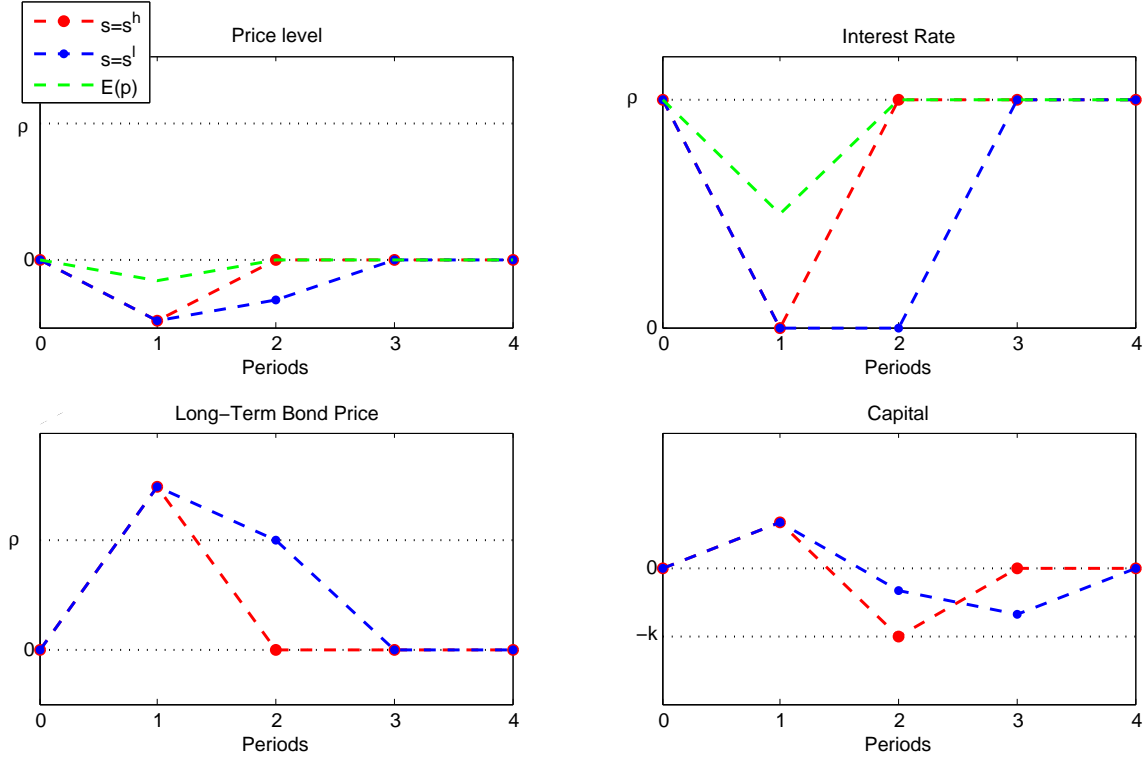 s=s^h
s=s^l
E(p)
Price level
ρ
0
0 1 2 3 4
Periods
Interest Rate
ρ
0
0 1 2 3 4
Periods
Long−Term Bond Price
ρ
0
0 1 2 3 4
Periods
Capital
0
−k
0 1 2 3 4
Periods